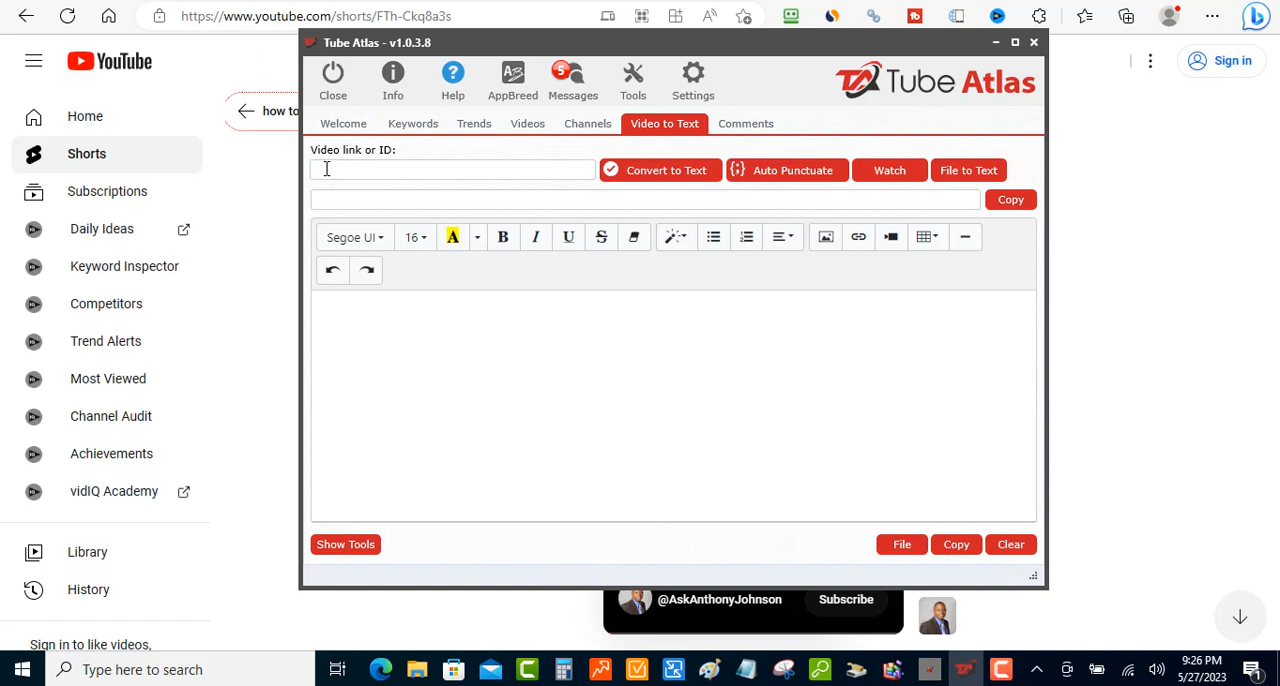 https://www.youtube.com/shorts/FTh-Ckq8a3s
YouTube
Sign in
how to
Home
Shorts
Subscriptions
Daily Ideas
Keyword Inspector
Competitors
Trend Alerts
Most Viewed
Channel Audit
Achievements
vidIQ Academy
Library
History
Sign in to like videos,
Tube Atlas - v1.0.3.8
Close
Info
Help
AppBreed
5
Messages
Tools
Settings
Tube Atlas
Welcome
Keywords
Trends
Videos
Channels
Video to Text
Comments
Video link or ID:
Convert to Text
Auto Punctuate
Watch
File to Text
Copy
Segoe UI
16
A
B
I
U
S
Show Tools
File
Copy
Clear
@AskAnthonyJohnson
Subscribe
Type here to search
9:26 PM
5/27/2023
1